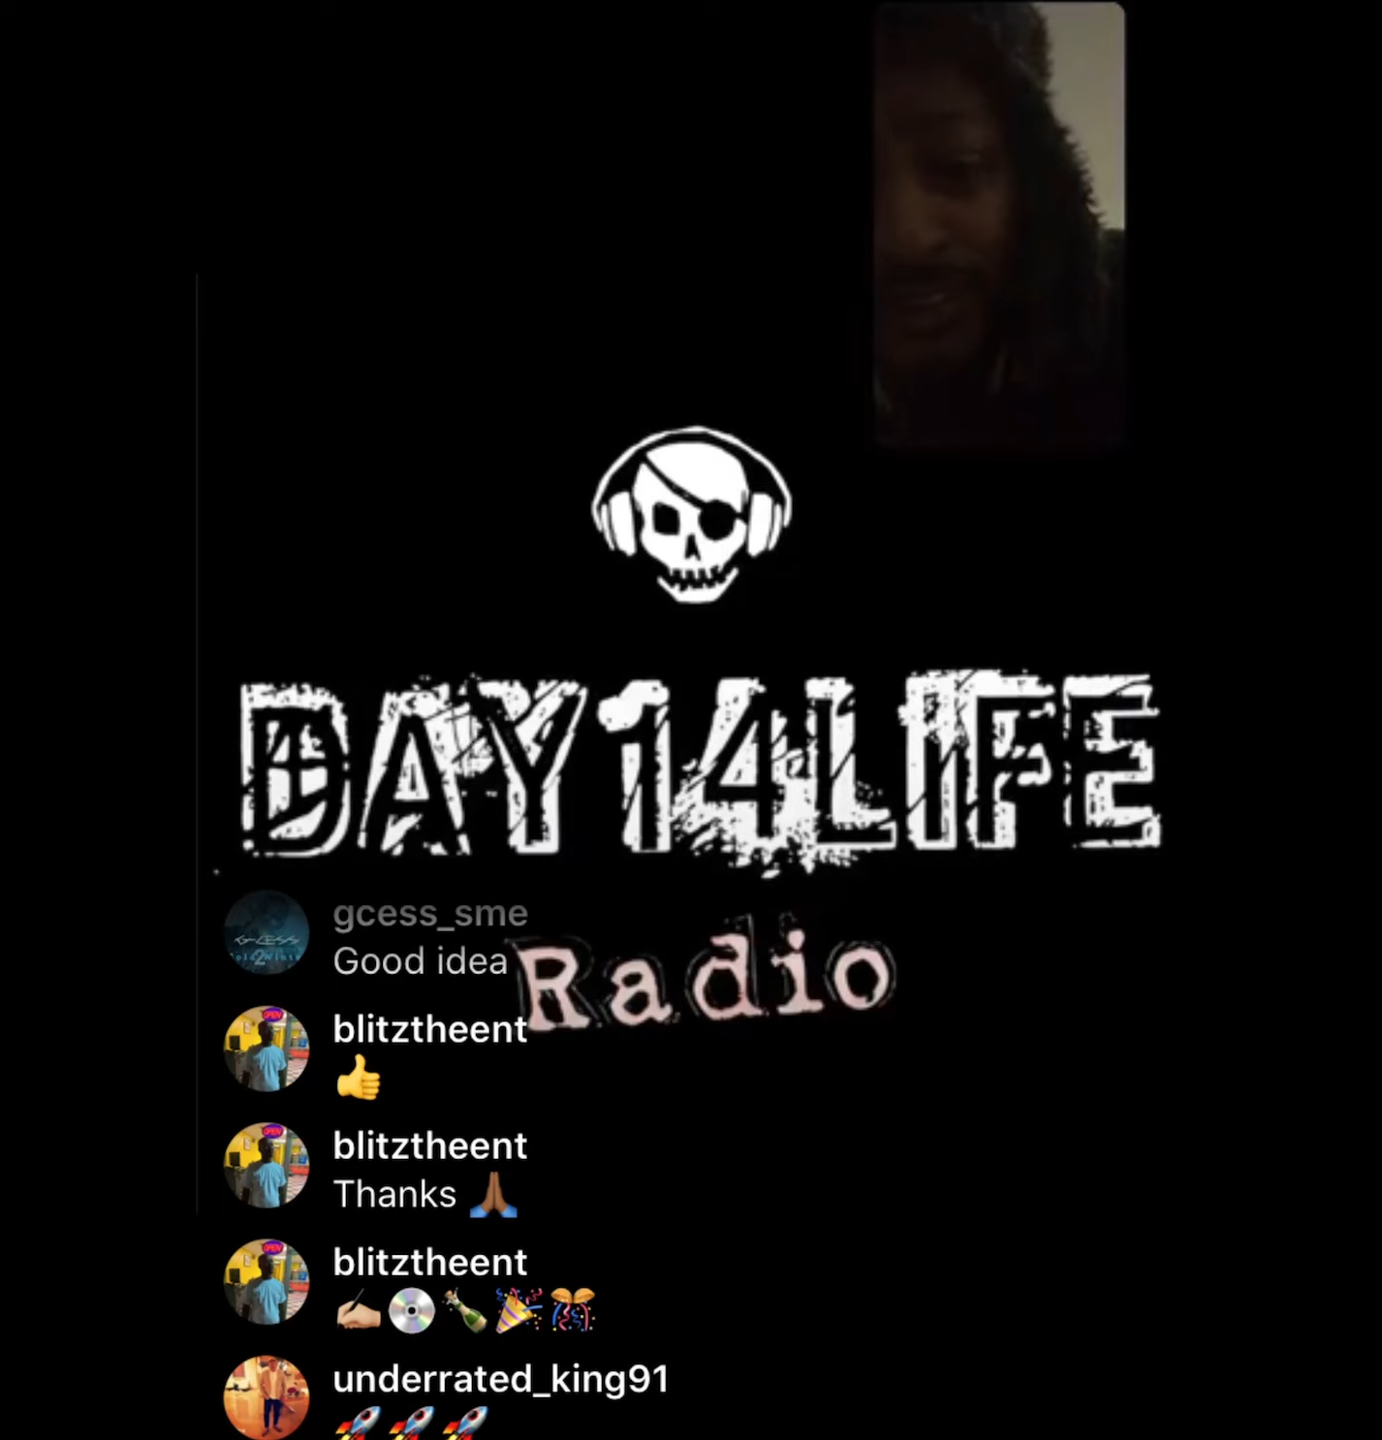 DAY14LIFE
Radio
gcess_sme
Good idea
blitztheent
👍
blitztheent
Thanks 🙏🏾
blitztheent
✍🏼💿🍾🎉🎊
underrated_king91
🚀🚀🚀